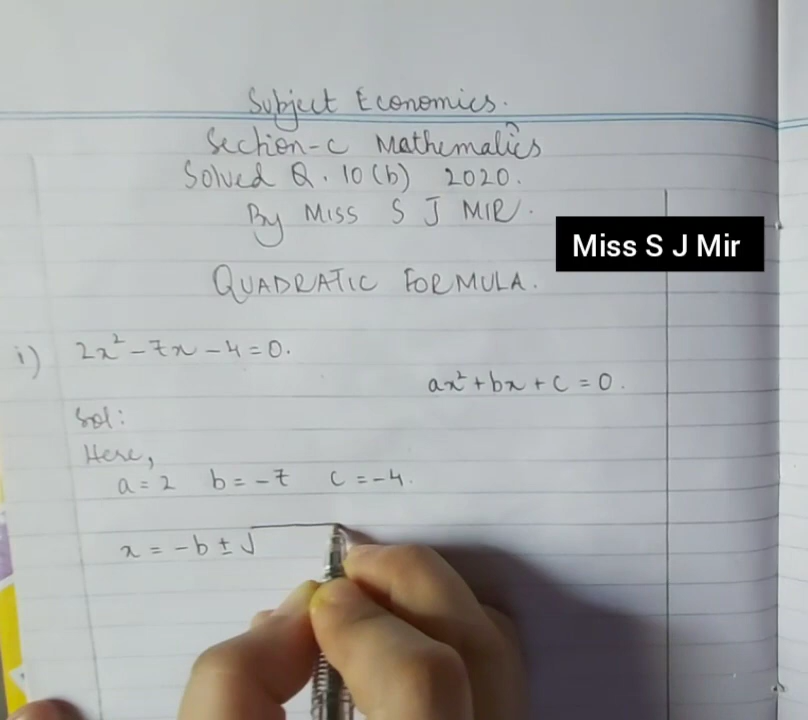 Subject Economics.
Section-C Mathematics
Solved Q. 10 (b) 2020.
By Miss S J MIR.
Miss S J Mir
QUADRATIC FORMULA.
i) 2x² - 7x - 4 = 0.
ax² + bx + c = 0.
Sol:
Here,
a = 2 b = -7 c = -4.
x = -b ± √